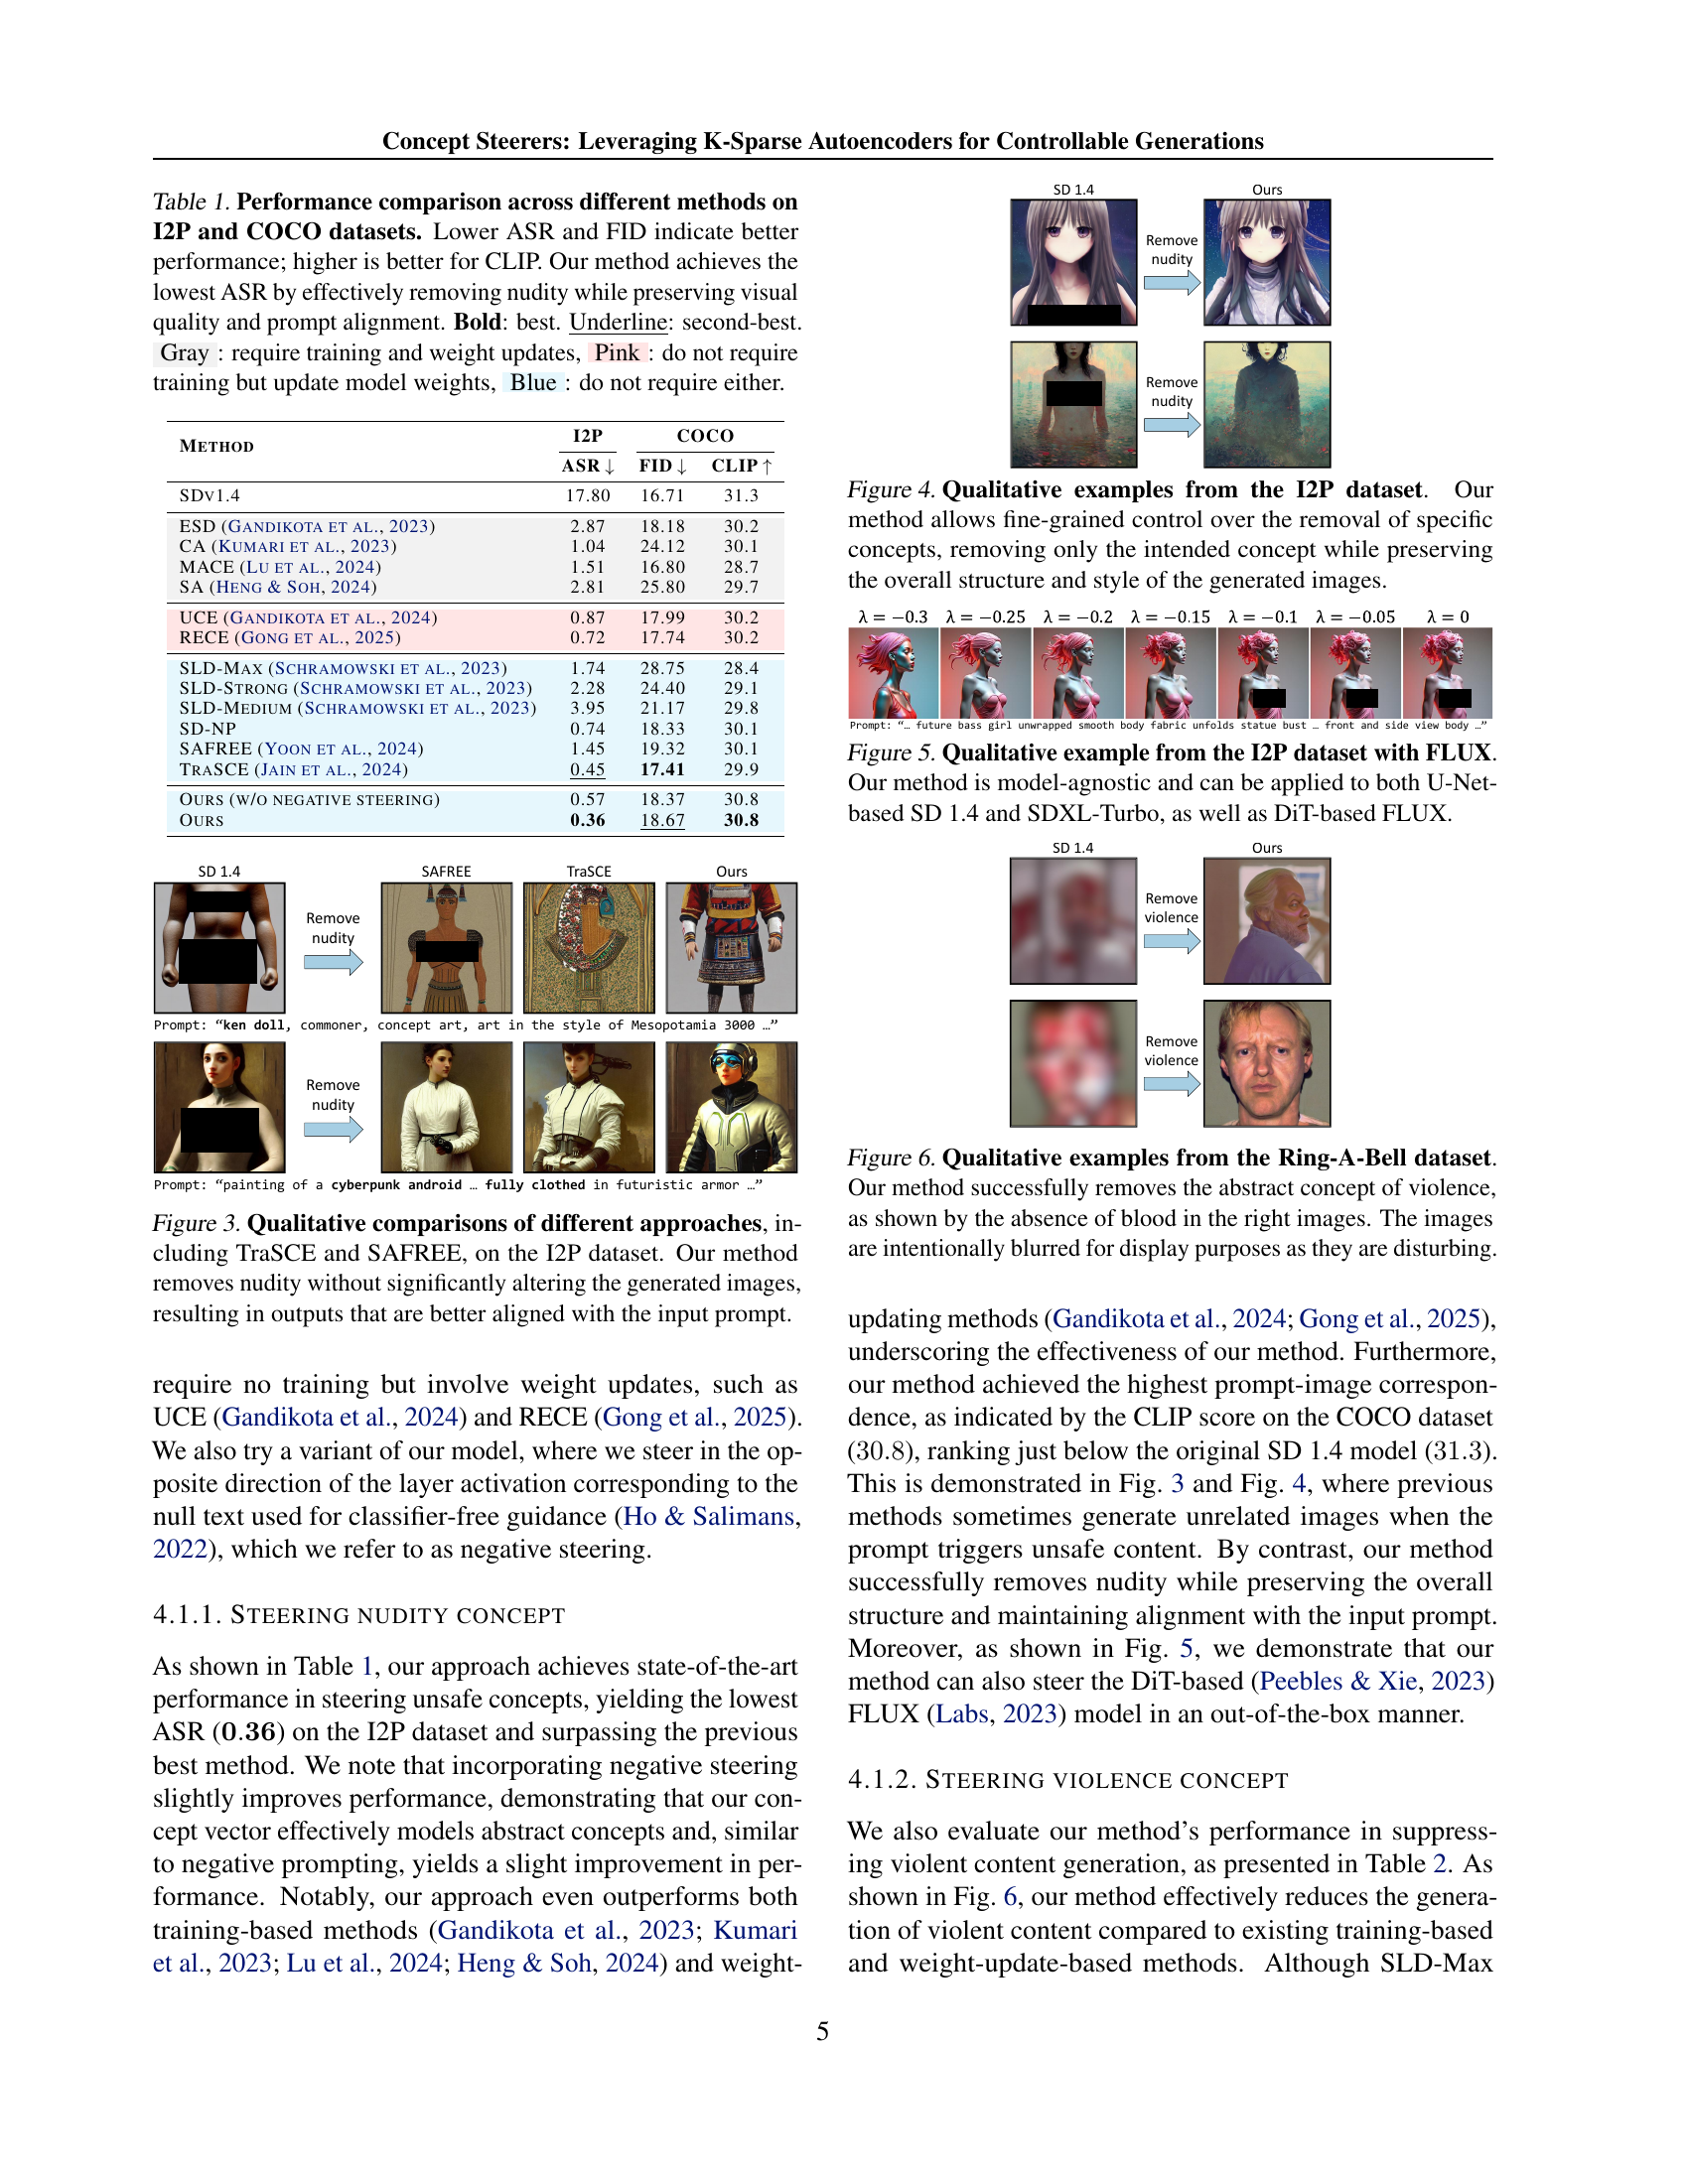 Concept Steerers: Leveraging K-Sparse Autoencoders for Controllable Generations
Table 1. Performance comparison across different methods on
I2P and COCO datasets. Lower ASR and FID indicate better
performance; higher is better for CLIP. Our method achieves the
lowest ASR by effectively removing nudity while preserving visual
quality and prompt alignment. Bold: best. Underline: second-best.
Gray : require training and weight updates, Pink : do not require
training but update model weights, Blue : do not require either.
METHOD I2P COCO
ASR ↓ FID ↓ CLIP ↑
SDV1.4 17.80 16.71 31.3
ESD (GANDIKOTA ET AL., 2023) 2.87 18.18 30.2
CA (KUMARI ET AL., 2023) 1.04 24.12 30.1
MACE (LU ET AL., 2024) 1.51 16.80 28.7
SA (HENG & SOH, 2024) 2.81 25.80 29.7
UCE (GANDIKOTA ET AL., 2024) 0.87 17.99 30.2
RECE (GONG ET AL., 2025) 0.72 17.74 30.2
SLD-MAX (SCHRAMOWSKI ET AL., 2023) 1.74 28.75 28.4
SLD-STRONG (SCHRAMOWSKI ET AL., 2023) 2.28 24.40 29.1
SLD-MEDIUM (SCHRAMOWSKI ET AL., 2023) 3.95 21.17 29.8
SD-NP 0.74 18.33 30.1
SAFREE (YOON ET AL., 2024) 1.45 19.32 30.1
TRASCE (JAIN ET AL., 2024) 0.45 17.41 29.9
OURS (W/O NEGATIVE STEERING) 0.57 18.37 30.8
OURS 0.36 18.67 30.8
SD 1.4 SAFREE TraSCE Ours
Remove
nudity
Prompt: “ken doll, commoner, concept art, art in the style of Mesopotamia 3000 …”
Remove
nudity
Prompt: “painting of a cyberpunk android … fully clothed in futuristic armor …”
Figure 3. Qualitative comparisons of different approaches, in-
cluding TraSCE and SAFREE, on the I2P dataset. Our method
removes nudity without significantly altering the generated images,
resulting in outputs that are better aligned with the input prompt.
require no training but involve weight updates, such as
UCE (Gandikota et al., 2024) and RECE (Gong et al., 2025).
We also try a variant of our model, where we steer in the op-
posite direction of the layer activation corresponding to the
null text used for classifier-free guidance (Ho & Salimans,
2022), which we refer to as negative steering.
4.1.1. STEERING NUDITY CONCEPT
As shown in Table 1, our approach achieves state-of-the-art
performance in steering unsafe concepts, yielding the lowest
ASR (0.36) on the I2P dataset and surpassing the previous
best method. We note that incorporating negative steering
slightly improves performance, demonstrating that our con-
cept vector effectively models abstract concepts and, similar
to negative prompting, yields a slight improvement in per-
formance. Notably, our approach even outperforms both
training-based methods (Gandikota et al., 2023; Kumari
et al., 2023; Lu et al., 2024; Heng & Soh, 2024) and weight-
SD 1.4 Ours
Remove
nudity
Remove
nudity
Figure 4. Qualitative examples from the I2P dataset. Our
method allows fine-grained control over the removal of specific
concepts, removing only the intended concept while preserving
the overall structure and style of the generated images.
λ = −0.3 λ = −0.25 λ = −0.2 λ = −0.15 λ = −0.1 λ = −0.05 λ = 0
Prompt: “… future bass girl unwrapped smooth body fabric unfolds statue bust … front and side view body …”
Figure 5. Qualitative example from the I2P dataset with FLUX.
Our method is model-agnostic and can be applied to both U-Net-
based SD 1.4 and SDXL-Turbo, as well as DiT-based FLUX.
SD 1.4 Ours
Remove
violence
Remove
violence
Figure 6. Qualitative examples from the Ring-A-Bell dataset.
Our method successfully removes the abstract concept of violence,
as shown by the absence of blood in the right images. The images
are intentionally blurred for display purposes as they are disturbing.
updating methods (Gandikota et al., 2024; Gong et al., 2025),
underscoring the effectiveness of our method. Furthermore,
our method achieved the highest prompt-image correspon-
dence, as indicated by the CLIP score on the COCO dataset
(30.8), ranking just below the original SD 1.4 model (31.3).
This is demonstrated in Fig. 3 and Fig. 4, where previous
methods sometimes generate unrelated images when the
prompt triggers unsafe content. By contrast, our method
successfully removes nudity while preserving the overall
structure and maintaining alignment with the input prompt.
Moreover, as shown in Fig. 5, we demonstrate that our
method can also steer the DiT-based (Peebles & Xie, 2023)
FLUX (Labs, 2023) model in an out-of-the-box manner.
4.1.2. STEERING VIOLENCE CONCEPT
We also evaluate our method’s performance in suppress-
ing violent content generation, as presented in Table 2. As
shown in Fig. 6, our method effectively reduces the genera-
tion of violent content compared to existing training-based
and weight-update-based methods. Although SLD-Max
5